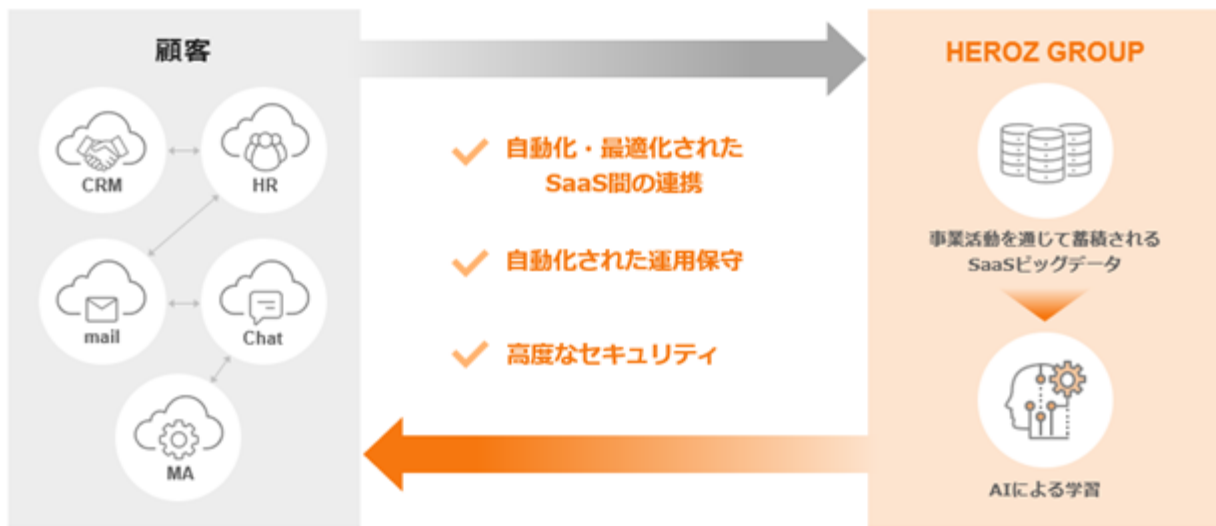 顧客
CRM
HR
mail
Chat
MA
自動化・最適化された
SaaS間の連携
自動化された運用保守
高度なセキュリティ
HEROZ GROUP
事業活動を通じて蓄積される
SaaSビッグデータ
AIによる学習